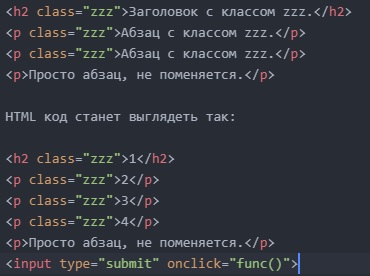 <h2 class="zzz">Заголовок с классом zzz.</h2>
<p class="zzz">Абзац с классом zzz.</p>
<p class="zzz">Абзац с классом zzz.</p>
<p>Просто абзац, не поменяется.</p>
HTML код станет выглядеть так:
<h2 class="zzz">1</h2>
<p class="zzz">2</p>
<p class="zzz">3</p>
<p class="zzz">4</p>
<p>Просто абзац, не поменяется.</p>
<input type="submit" onclick="func()">